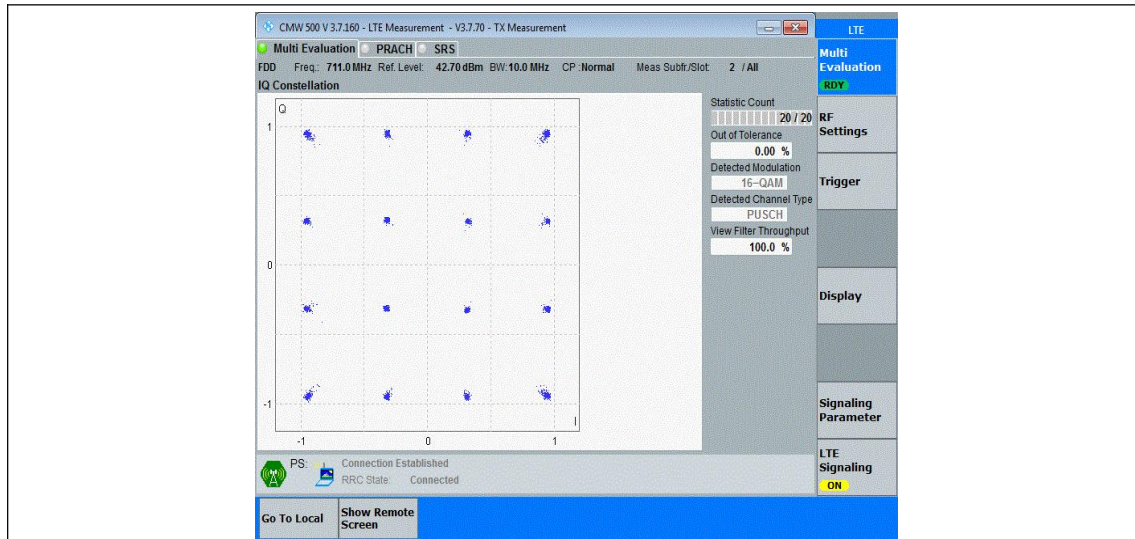 CMW 500 V 3.7.160 - LTE Measurement - V3.7.70 - TX Measurement
LTE
Multi Evaluation PRACH SRS
Multi
Evaluation
RDY
FDD Freq.: 711.0 MHz Ref. Level: 42.70 dBm BW: 10.0 MHz CP :Normal Meas Subfr./Slot: 2 / All
IQ Constellation
Q
1
0
-1
-1 0 1
I
Statistic Count
20 / 20
Out of Tolerance
0.00 %
Detected Modulation
16-QAM
Detected Channel Type
PUSCH
View Filter Throughput
100.0 %
RF
Settings
Trigger
Display
Signaling
Parameter
LTE
Signaling
ON
PS: Connection Established
RRC State: Connected
Go To Local
Show Remote
Screen